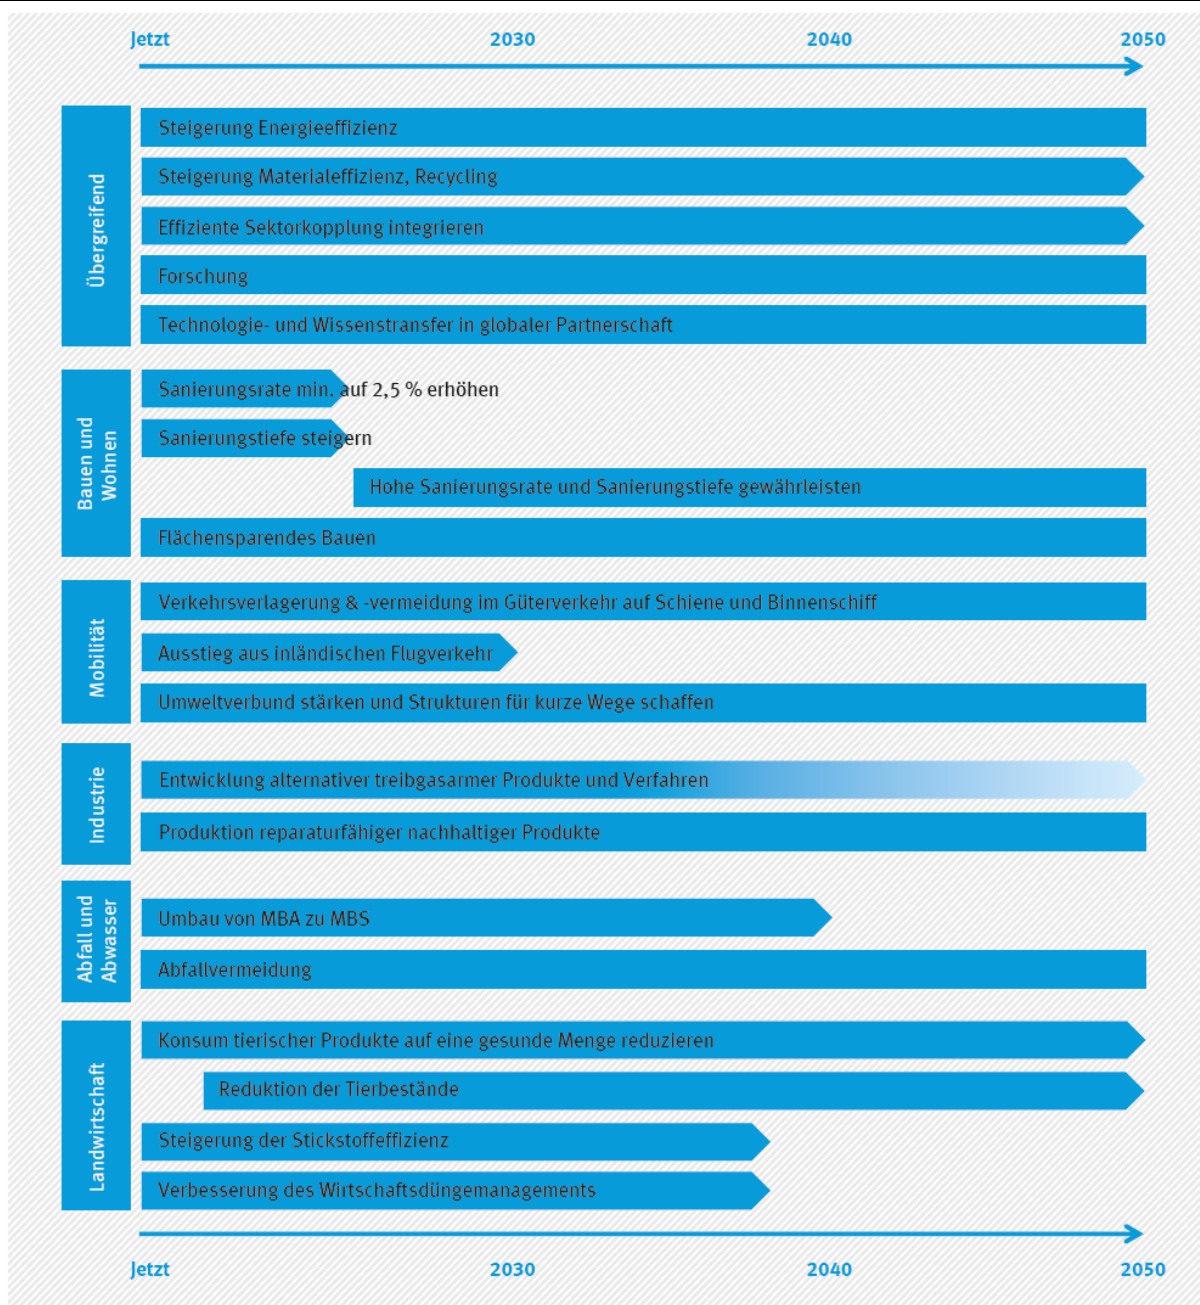 Jetzt 2030 2040 2050
Übergreifend
Steigerung Energieeffizienz
Steigerung Materialeffizienz, Recycling
Effiziente Sektorkopplung integrieren
Forschung
Technologie- und Wissenstransfer in globaler Partnerschaft
Bauen und
Wohnen
Sanierungsrate min. auf 2,5 % erhöhen
Sanierungstiefe steigern
Hohe Sanierungsrate und Sanierungstiefe gewährleisten
Flächensparendes Bauen
Mobilität
Verkehrsverlagerung & -vermeidung im Güterverkehr auf Schiene und Binnenschiff
Ausstieg aus inländischen Flugverkehr
Umweltverbund stärken und Strukturen für kurze Wege schaffen
Industrie
Entwicklung alternativer treibgasarmer Produkte und Verfahren
Produktion reparaturfähiger nachhaltiger Produkte
Abfall und
Abwasser
Umbau von MBA zu MBS
Abfallvermeidung
Landwirtschaft
Konsum tierischer Produkte auf eine gesunde Menge reduzieren
Reduktion der Tierbestände
Steigerung der Stickstoffeffizienz
Verbesserung des Wirtschaftsdüngemanagements
Jetzt 2030 2040 2050